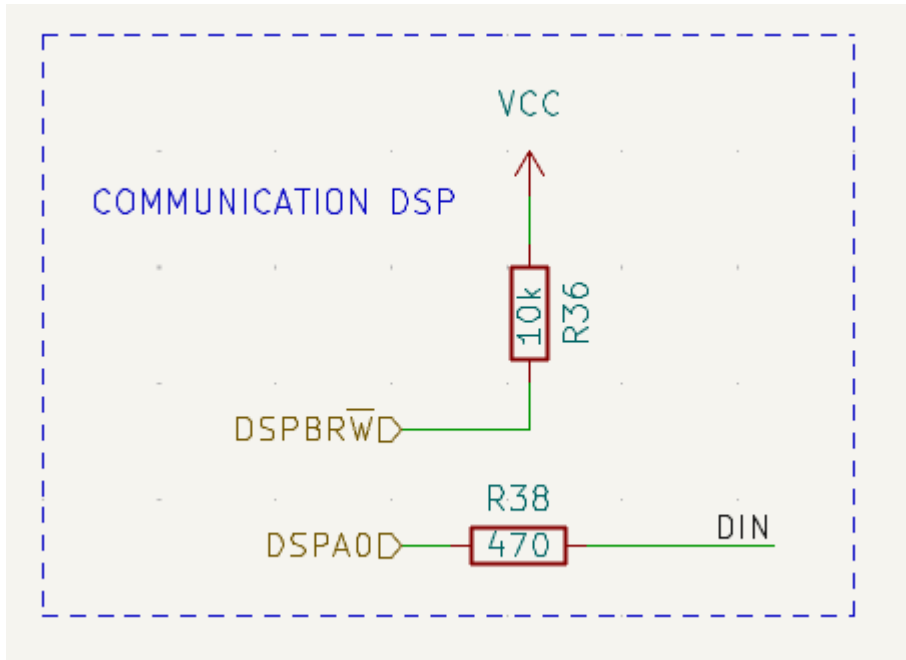 VCC
COMMUNICATION DSP
10k
R36
DSPBRW̅
R38
DSPA0
470
DIN